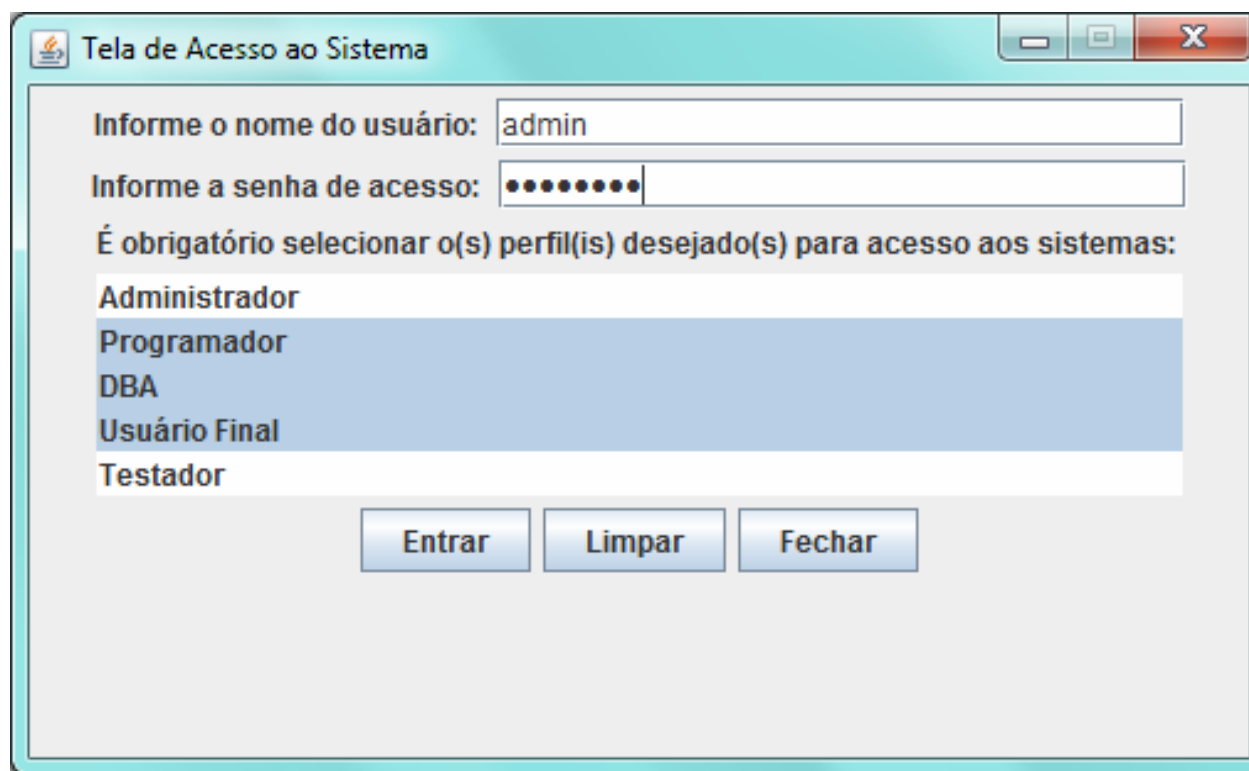 Tela de Acesso ao Sistema
Informe o nome do usuário: admin
Informe a senha de acesso: ••••••••
É obrigatório selecionar o(s) perfil(is) desejado(s) para acesso aos sistemas:
Administrador
Programador
DBA
Usuário Final
Testador
Entrar Limpar Fechar